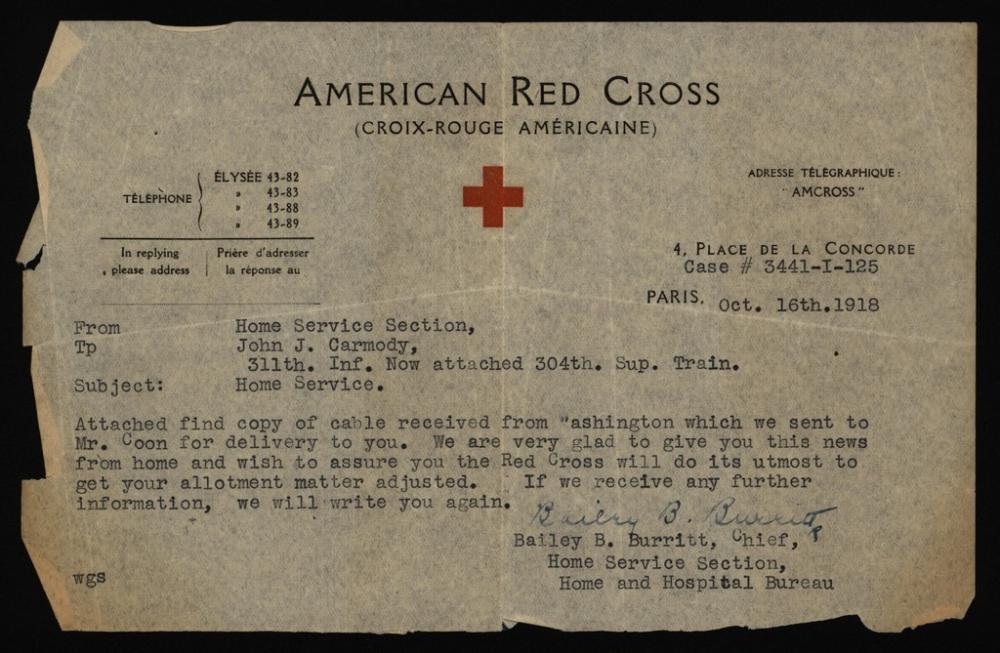 AMERICAN RED CROSS
(CROIX-ROUGE AMÉRICAINE)
TÉLÉPHONE
ÉLYSÉE 43-82
" 43-83
" 43-88
" 43-89
ADRESSE TÉLÉGRAPHIQUE:
"AMCROSS"
In replying
please address
Prière d'adresser
la réponse au
4, PLACE DE LA CONCORDE
Case # 3441-I-125
PARIS, Oct. 16th.1918
From Home Service Section,
Tp John J. Carmody,
311th. Inf. Now attached 304th. Sup. Train.
Subject: Home Service.
Attached find copy of cable received from "ashington which we sent to
Mr. Coon for delivery to you. We are very glad to give you this news
from home and wish to assure you the Red Cross will do its utmost to
get your allotment matter adjusted. If we receive any further
information, we will write you again.
Bailey B. Burritt
Bailey B. Burritt, Chief,
Home Service Section,
Home and Hospital Bureau
wgs